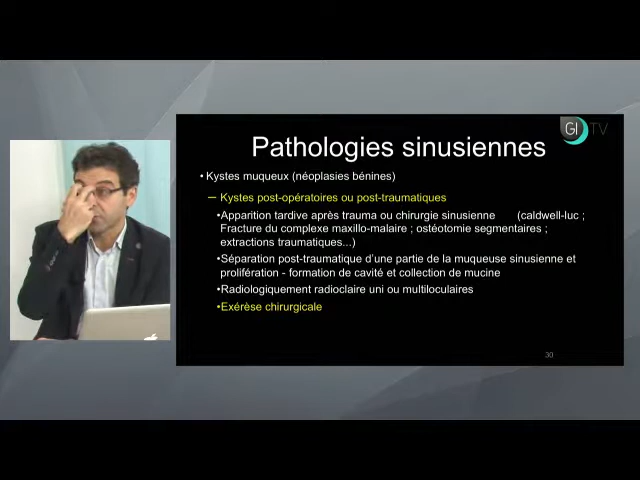 GI TV
Pathologies sinusiennes
• Kystes muqueux (néoplasies bénines)
– Kystes post-opératoires ou post-traumatiques
•Apparition tardive après trauma ou chirurgie sinusienne (caldwell-luc ;
Fracture du complexe maxillo-malaire ; ostéotomie segmentaires ;
extractions traumatiques...)
•Séparation post-traumatique d'une partie de la muqueuse sinusienne et
prolifération - formation de cavité et collection de mucine
•Radiologiquement radioclaire uni ou multiloculaires
•Exérèse chirurgicale
30